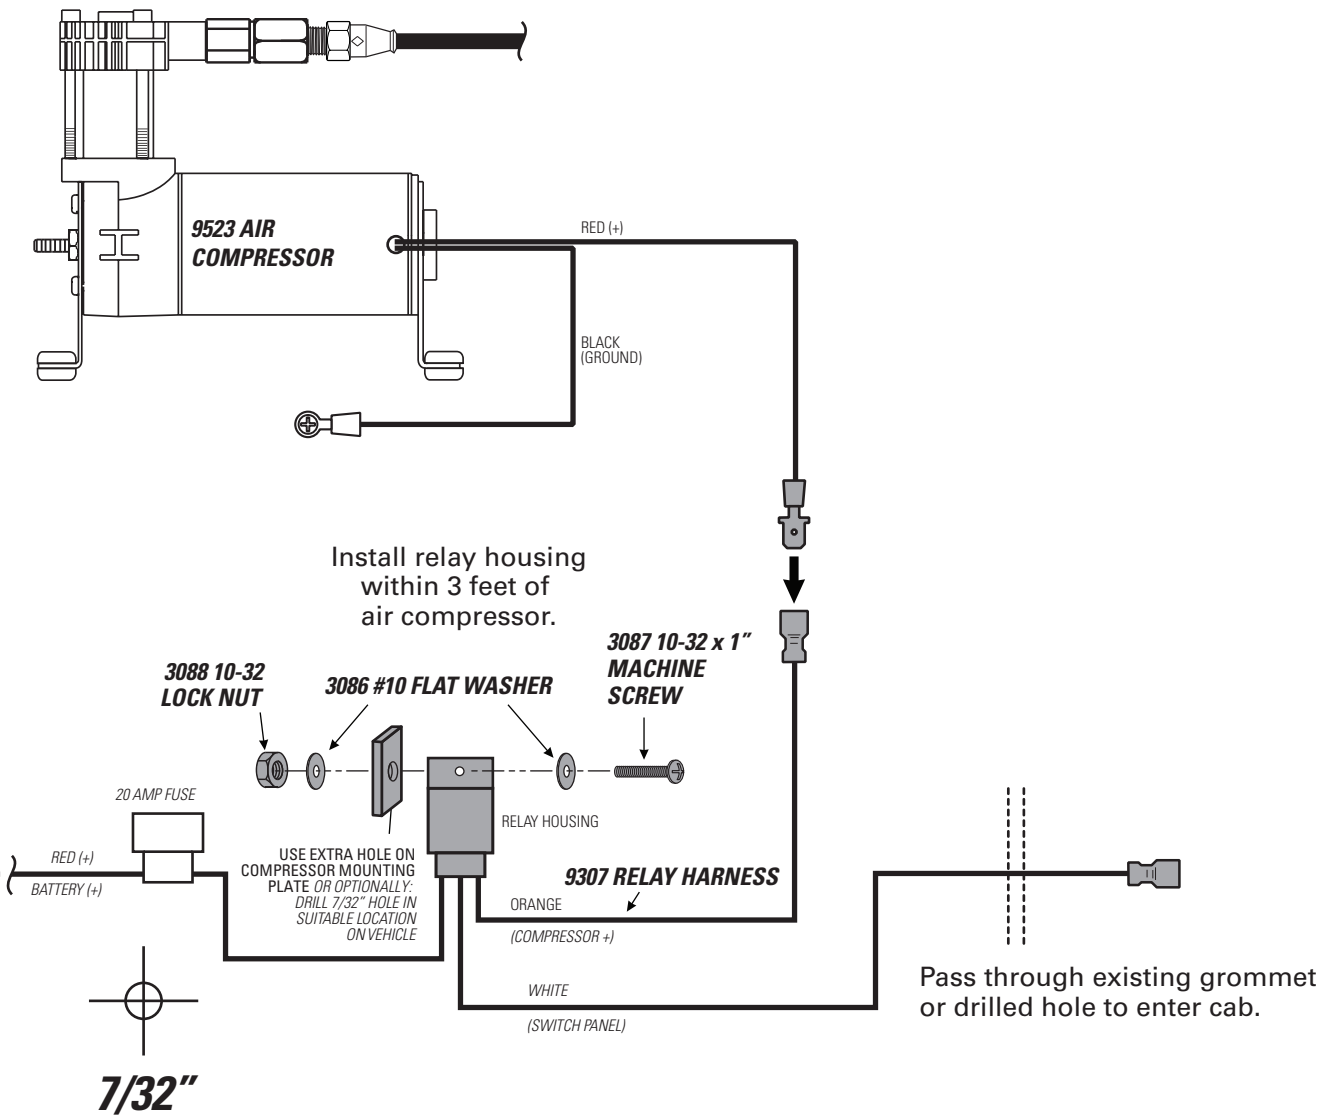 9523 AIR
COMPRESSOR
RED (+)
BLACK
(GROUND)
Install relay housing
within 3 feet of
air compressor.
3087 10-32 x 1”
MACHINE
SCREW
3088 10-32
LOCK NUT
3086 #10 FLAT WASHER
20 AMP FUSE
RELAY HOUSING
RED (+)
BATTERY (+)
USE EXTRA HOLE ON
COMPRESSOR MOUNTING
PLATE OR OPTIONALLY:
DRILL 7/32” HOLE IN
SUITABLE LOCATION
ON VEHICLE
9307 RELAY HARNESS
ORANGE
(COMPRESSOR +)
WHITE
(SWITCH PANEL)
Pass through existing grommet
or drilled hole to enter cab.
7/32”